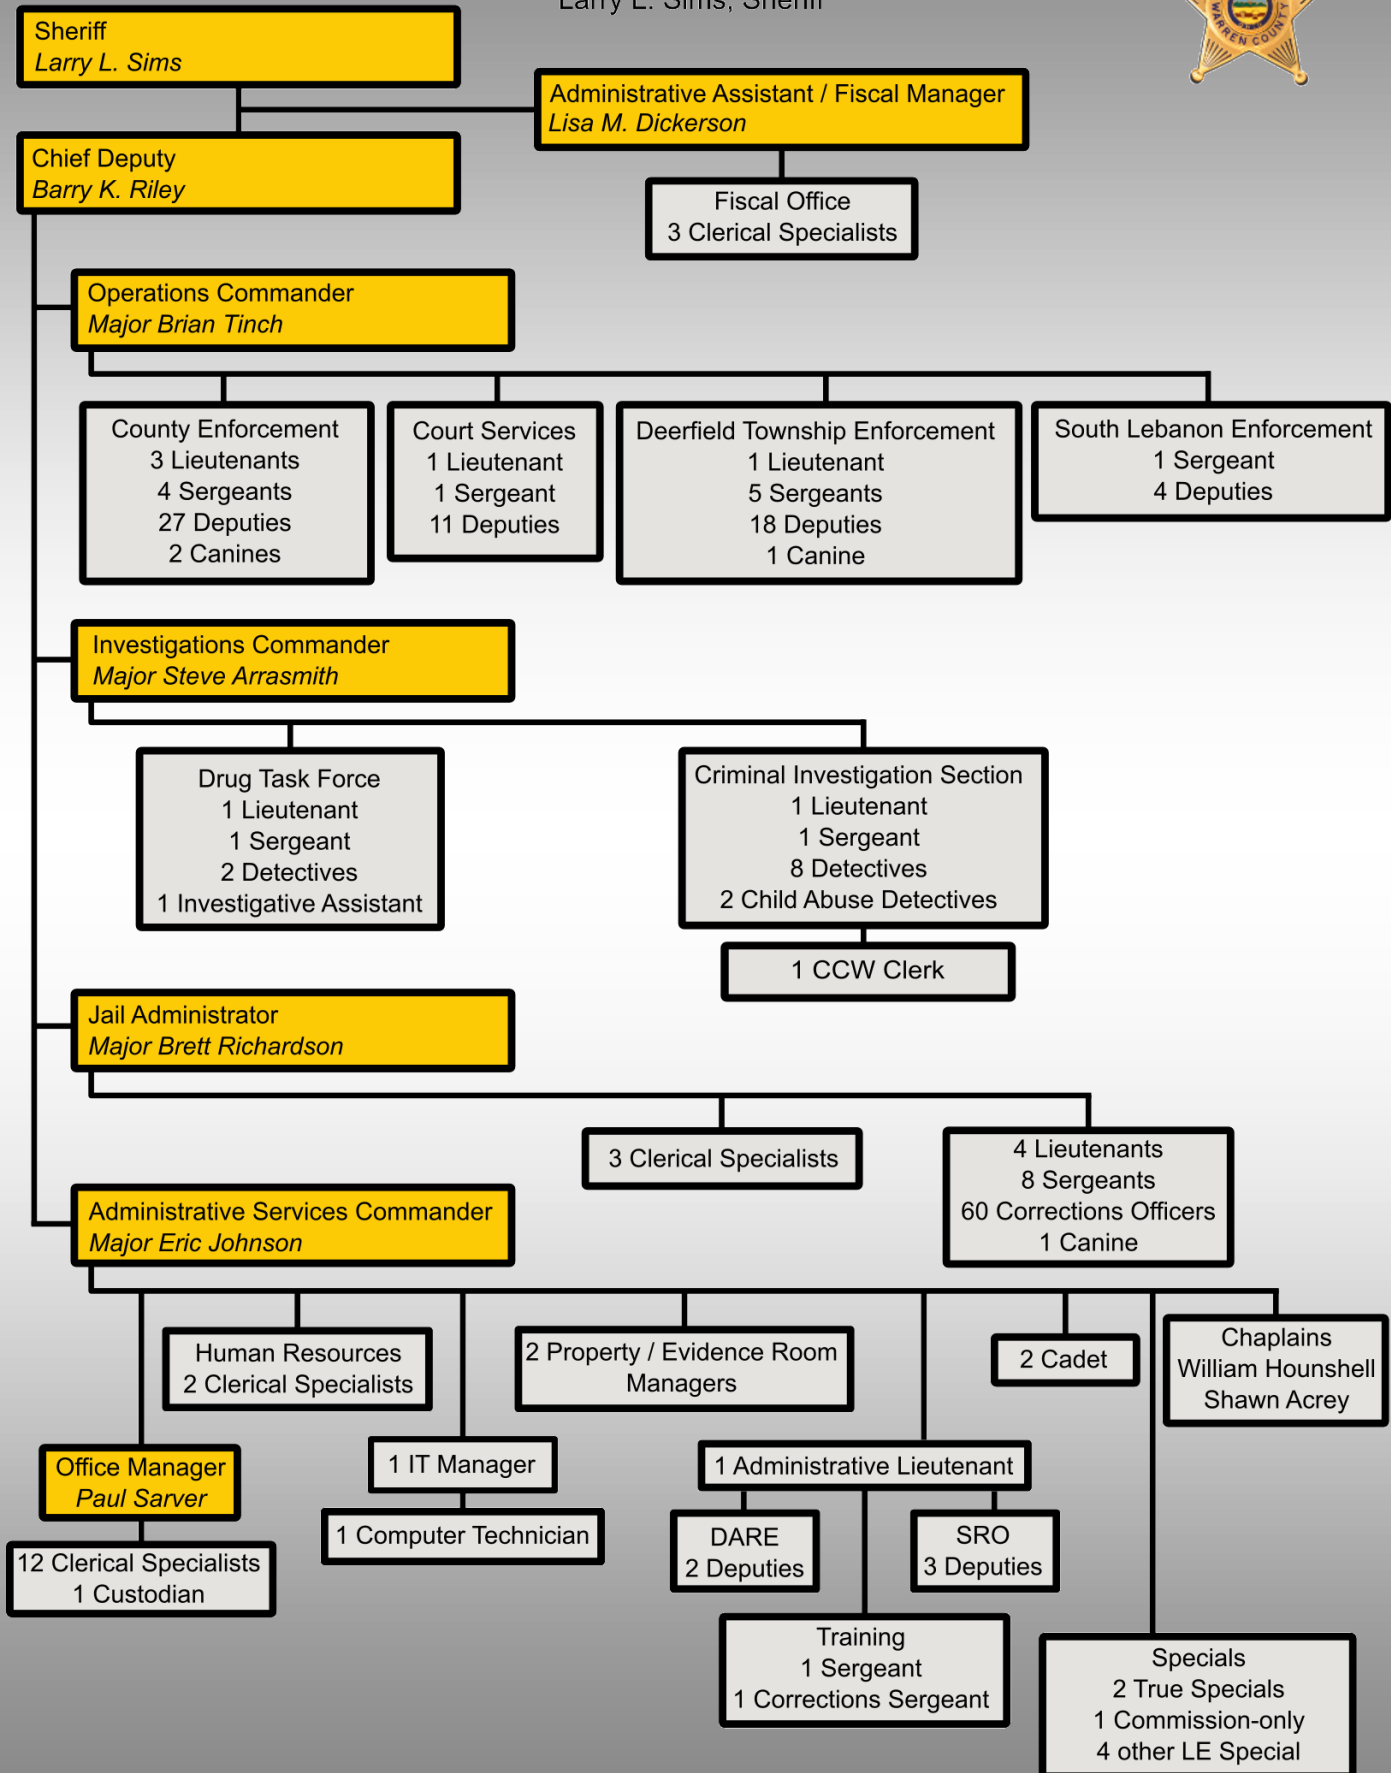 Larry L. Sims, Sheriff
WARREN COUNTY
Sheriff
Larry L. Sims
Administrative Assistant / Fiscal Manager
Lisa M. Dickerson
Chief Deputy
Barry K. Riley
Fiscal Office
3 Clerical Specialists
Operations Commander
Major Brian Tinch
County Enforcement
3 Lieutenants
4 Sergeants
27 Deputies
2 Canines
Court Services
1 Lieutenant
1 Sergeant
11 Deputies
Deerfield Township Enforcement
1 Lieutenant
5 Sergeants
18 Deputies
1 Canine
South Lebanon Enforcement
1 Sergeant
4 Deputies
Investigations Commander
Major Steve Arrasmith
Drug Task Force
1 Lieutenant
1 Sergeant
2 Detectives
1 Investigative Assistant
Criminal Investigation Section
1 Lieutenant
1 Sergeant
8 Detectives
2 Child Abuse Detectives
1 CCW Clerk
Jail Administrator
Major Brett Richardson
3 Clerical Specialists
4 Lieutenants
8 Sergeants
60 Corrections Officers
1 Canine
Administrative Services Commander
Major Eric Johnson
Human Resources
2 Clerical Specialists
2 Property / Evidence Room
Managers
2 Cadet
Chaplains
William Hounshell
Shawn Acrey
Office Manager
Paul Sarver
12 Clerical Specialists
1 Custodian
1 IT Manager
1 Computer Technician
1 Administrative Lieutenant
DARE
2 Deputies
SRO
3 Deputies
Training
1 Sergeant
1 Corrections Sergeant
Specials
2 True Specials
1 Commission-only
4 other LE Special